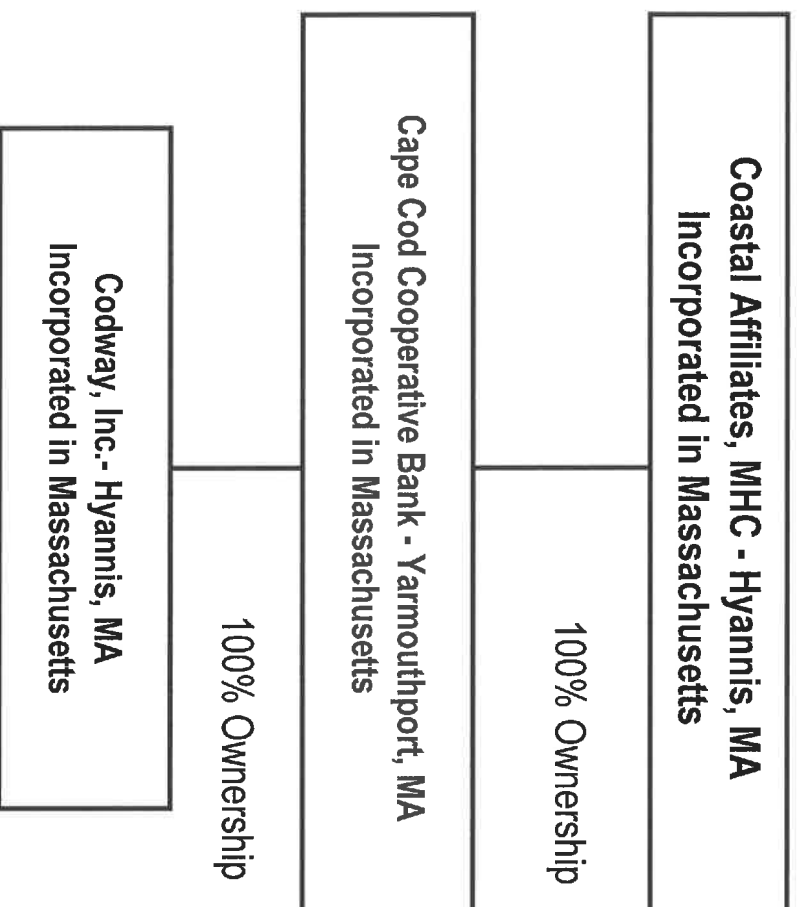 Coastal Affiliates, MHC - Hyannis, MA
Incorporated in Massachusetts
100% Ownership
Cape Cod Cooperative Bank - Yarmouthport, MA
Incorporated in Massachusetts
100% Ownership
Codway, Inc.- Hyannis, MA
Incorporated in Massachusetts